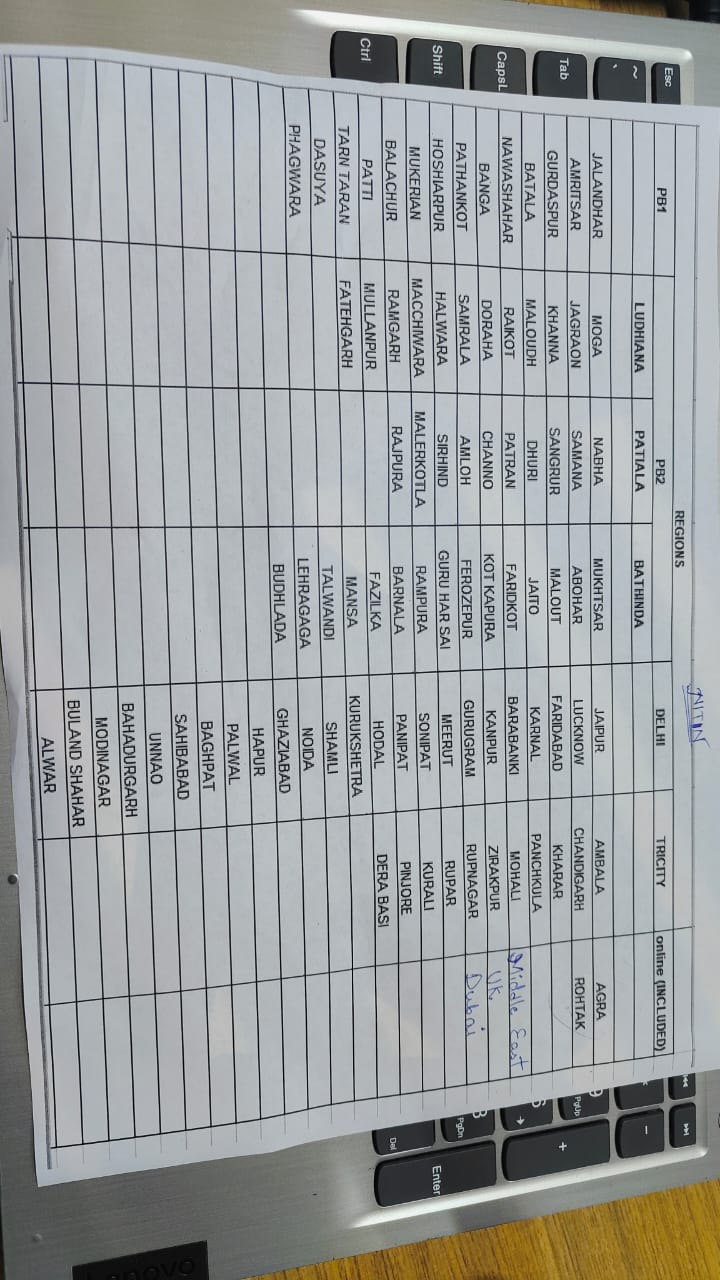 NITIN
REGIONS
PB1 PB2 DELHI TRICITY online (INCLUDED)
LUDHIANA PATIALA BATHINDA
JALANDHAR MOGA NABHA MUKHTSAR JAIPUR AMBALA AGRA
AMRITSAR JAGRAON SAMANA ABOHAR LUCKNOW CHANDIGARH ROHTAK
GURDASPUR KHANNA SANGRUR MALOUT FARIDABAD KHARAR
BATALA MALOUDH DHURI JAITO KARNAL PANCHKULA
NAWASHAHAR RAIKOT PATRAN FARIDKOT BARABANKI MOHALI Middle East
BANGA DORAHA CHANNO KOT KAPURA KANPUR ZIRAKPUR UK
PATHANKOT SAMRALA AMLOH FEROZEPUR GURUGRAM RUPNAGAR Dubai
HOSHIARPUR HALWARA SIRHIND GURU HAR SAI MEERUT RUPAR
MUKERIAN MACCHIWARA MALERKOTLA RAMPURA SONIPAT KURALI
BALACHUR RAMGARH RAJPURA BARNALA PANIPAT PINJORE
PATTI MULLANPUR FAZILKA HODAL DERA BASI
TARN TARAN FATEHGARH MANSA KURUKSHETRA
DASUYA TALWANDI SHAMLI
PHAGWARA LEHRAGAGA NOIDA
BUDHLADA GHAZIABAD
HAPUR
PALWAL
BAGHPAT
SAHIBABAD
UNNAO
BAHADURGARH
MODINAGAR
BULAND SHAHAR
ALWAR
Esc
~
`
Tab
CapsL
Shift
Ctrl
PgUp
+
PgDn
Enter
Del